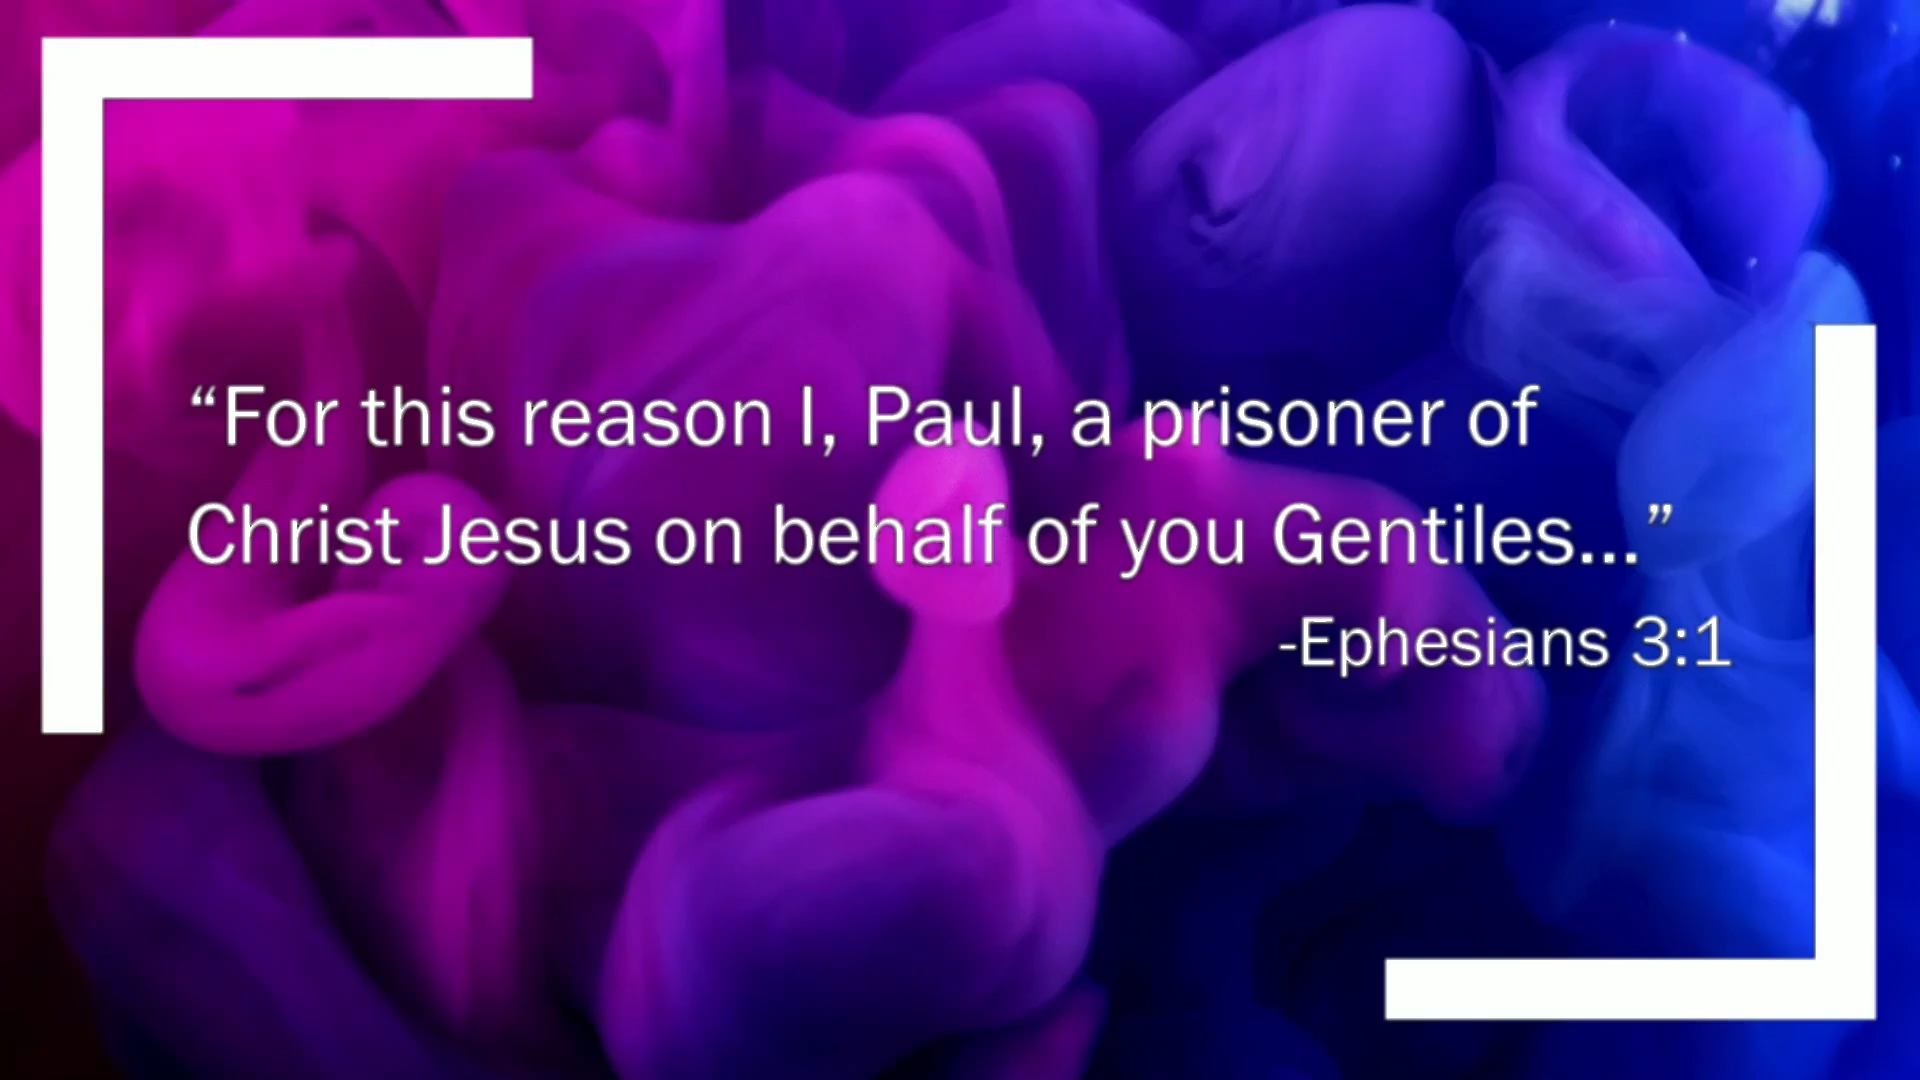 “For this reason I, Paul, a prisoner of
Christ Jesus on behalf of you Gentiles…”
-Ephesians 3:1